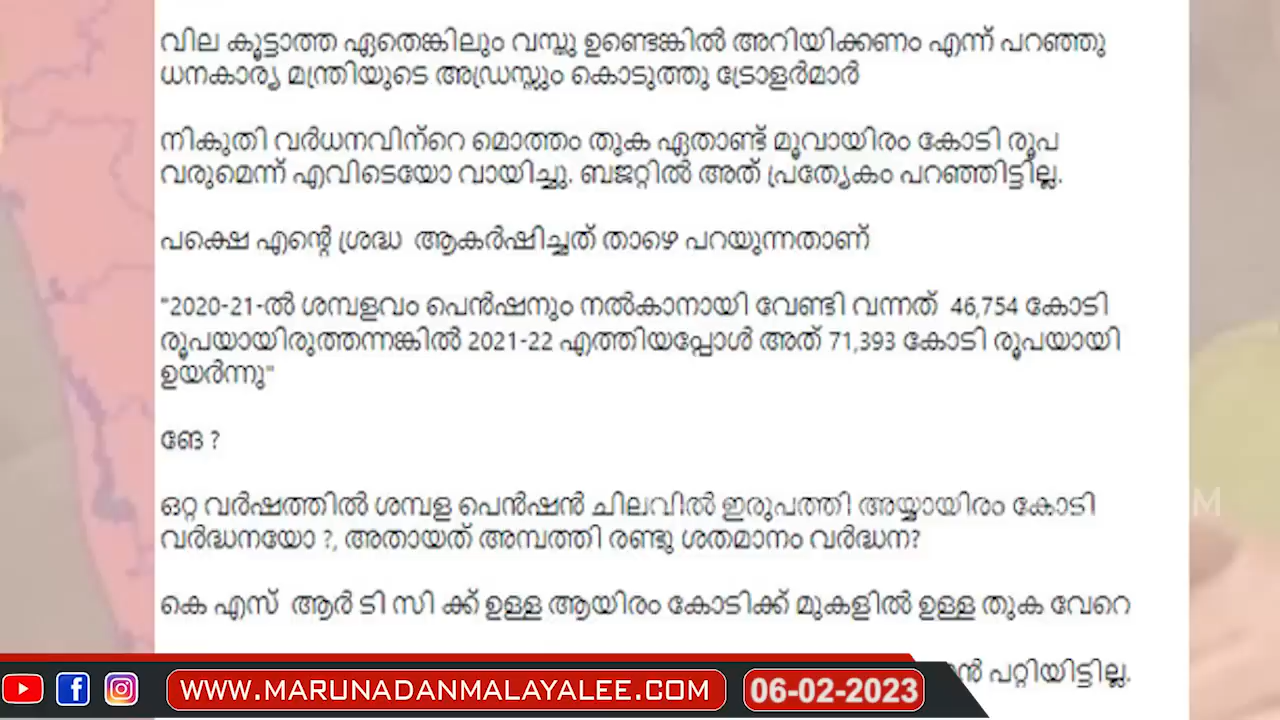 വില കൂട്ടാത്ത ഏതെങ്കിലും വസ്തു ഉണ്ടെങ്കിൽ അറിയിക്കണം എന്ന് പറഞ്ഞു
ധനകാര്യ മന്ത്രിയുടെ അഡ്രസ്സും കൊടുത്തു ട്രോളർമാർ
നികുതി വർധനവിന്റെ മൊത്തം തുക ഏതാണ്ട് മൂവായിരം കോടി രൂപ
വരുമെന്ന് എവിടെയോ വായിച്ചു. ബജറ്റിൽ അത് പ്രത്യേകം പറഞ്ഞിട്ടില്ല.
പക്ഷെ എന്റെ ശ്രദ്ധ ആകർഷിച്ചത് താഴെ പറയുന്നതാണ്
"2020-21-ൽ ശമ്പളവം പെൻഷനും നൽകാനായി വേണ്ടി വന്നത് 46,754 കോടി
രൂപയായിരുത്തന്നങ്കിൽ 2021-22 എത്തിയപ്പോൾ അത് 71,393 കോടി രൂപയായി
ഉയർന്നു"
ങേ ?
ഒറ്റ വർഷത്തിൽ ശമ്പള പെൻഷൻ ചിലവിൽ ഇരുപത്തി അയ്യായിരം കോടി
വർദ്ധനയോ ?, അതായത് അമ്പത്തി രണ്ടു ശതമാനം വർദ്ധന?
കെ എസ് ആർ ടി സി ക്ക് ഉള്ള ആയിരം കോടിക്ക് മുകളിൽ ഉള്ള തുക വേറെ
പറ്റിയിട്ടില്ല.
WWW.MARUNADANMALAYALEE.COM
06-02-2023